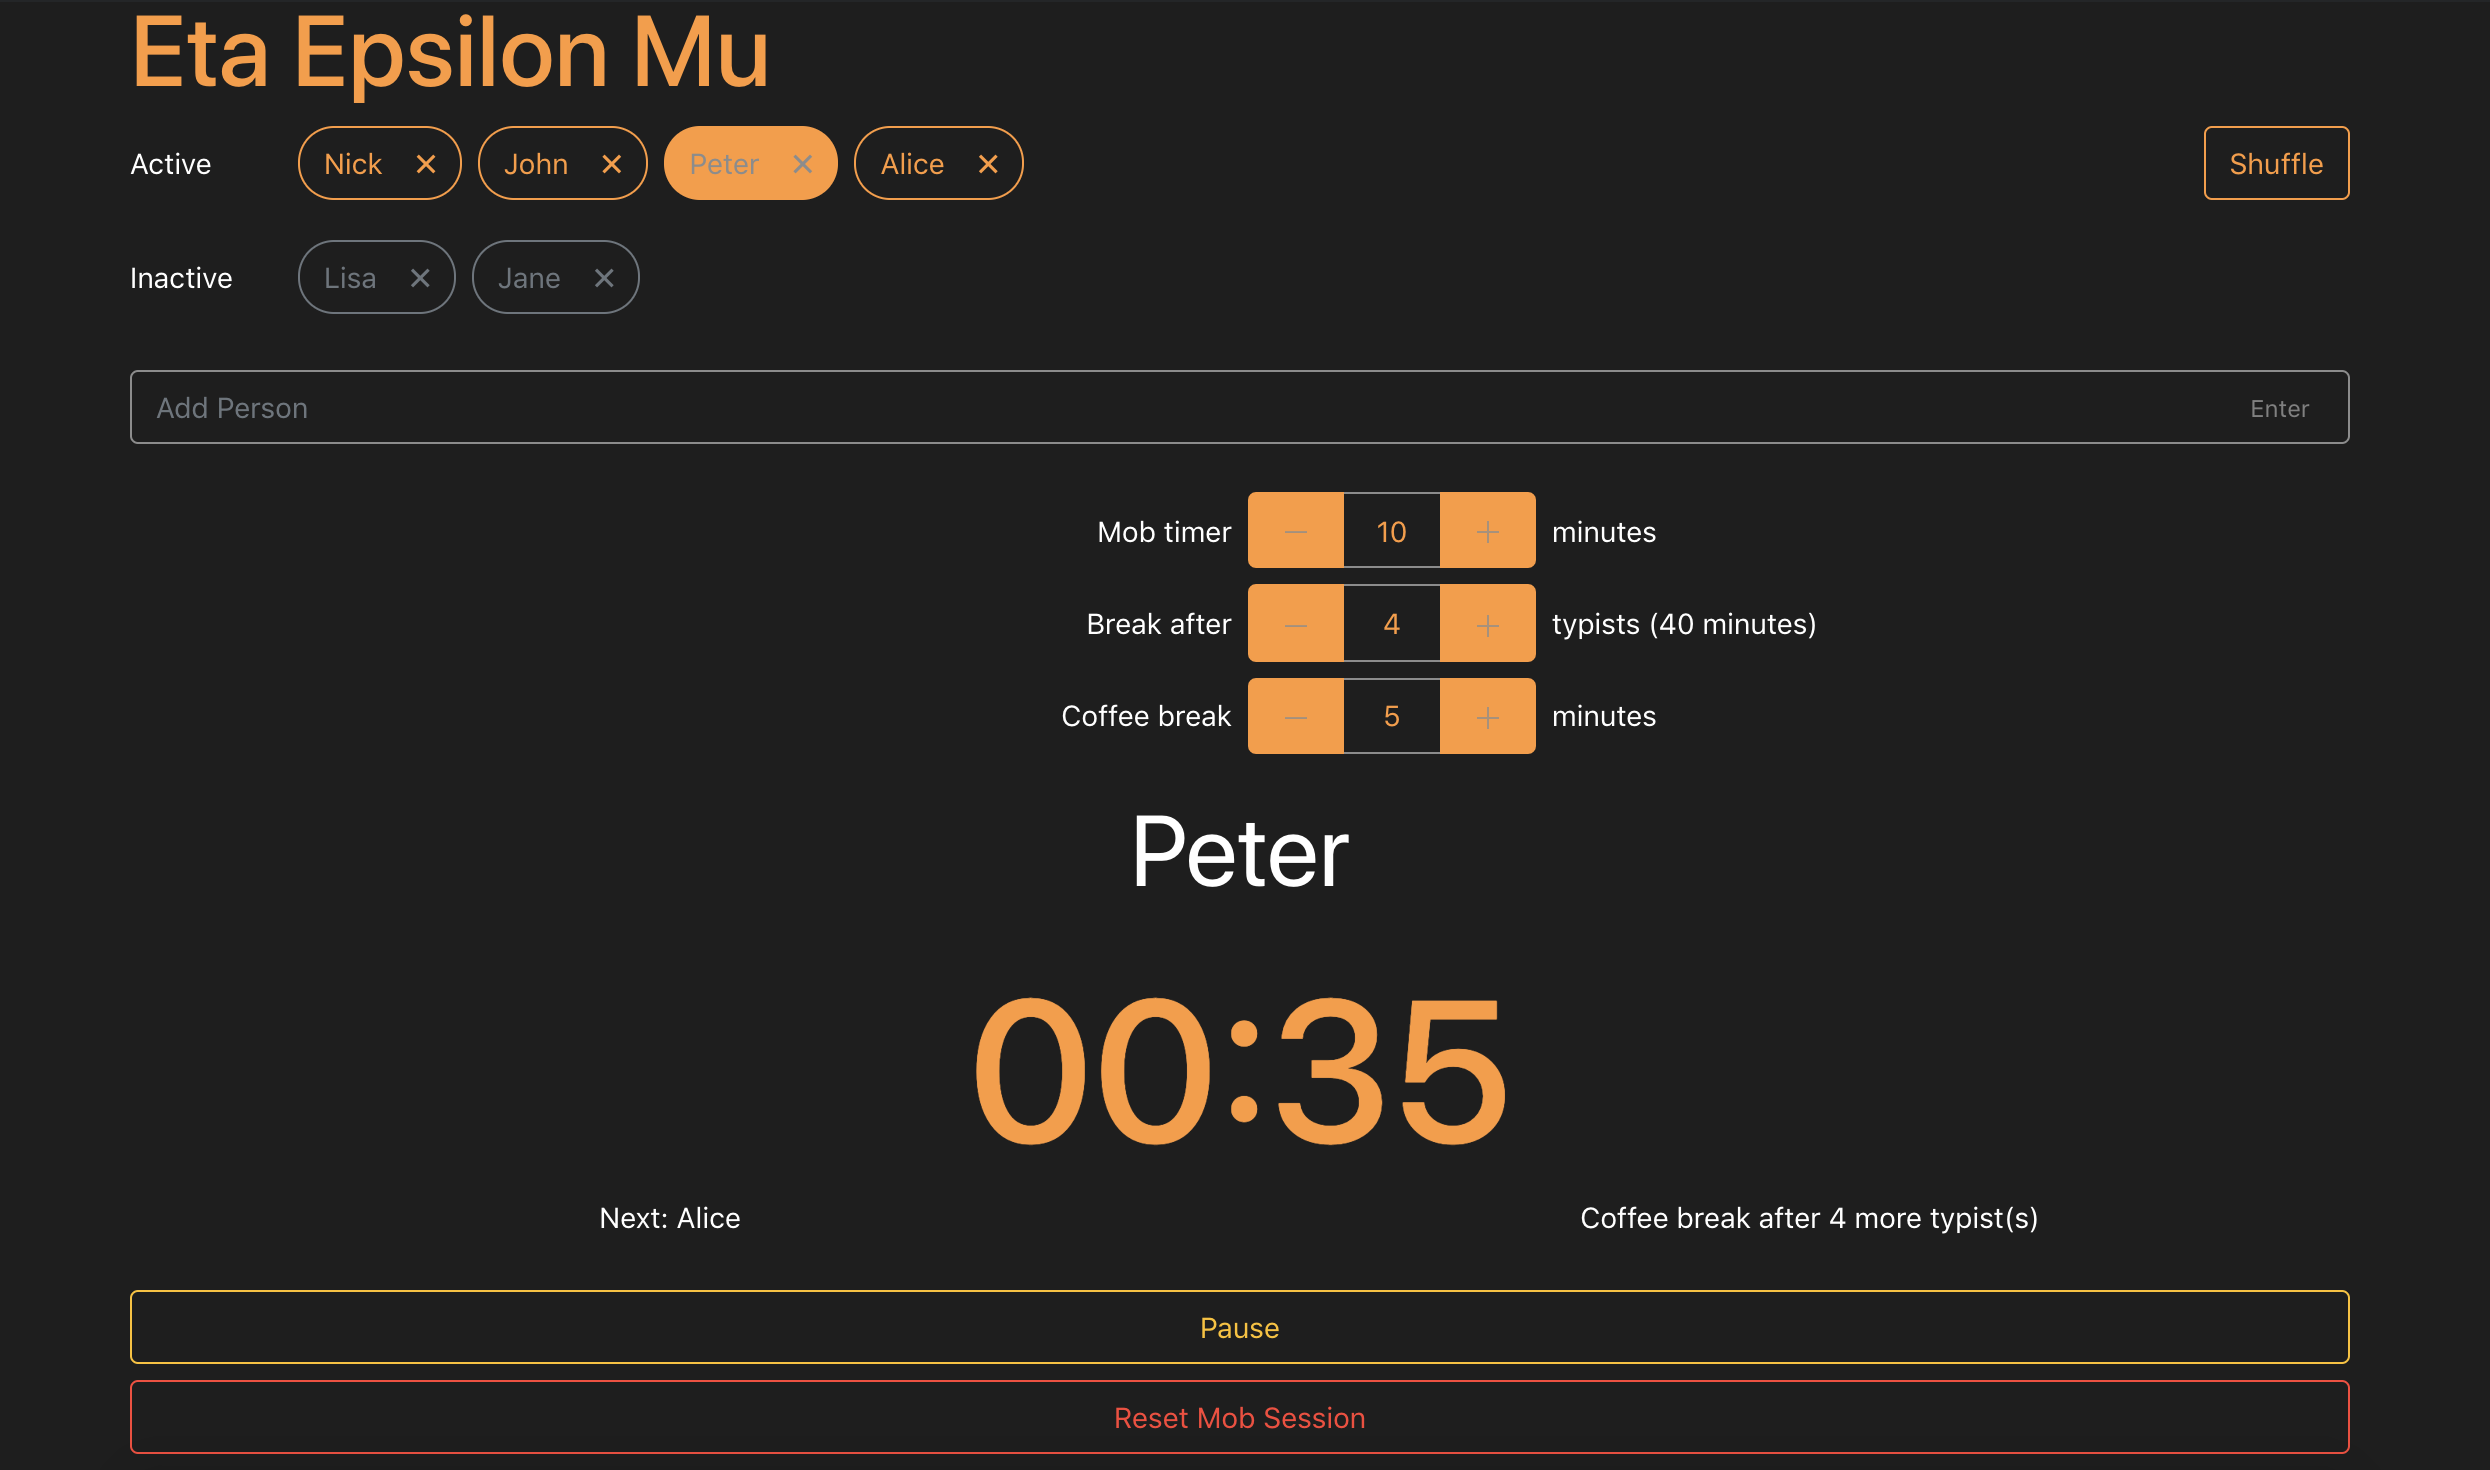 Eta Epsilon Mu
Active Nick × John × Peter × Alice × Shuffle
Inactive Lisa × Jane ×
Add Person Enter
Mob timer − 10 + minutes
Break after − 4 + typists (40 minutes)
Coffee break − 5 + minutes
Peter
00:35
Next: Alice Coffee break after 4 more typist(s)
Pause
Reset Mob Session